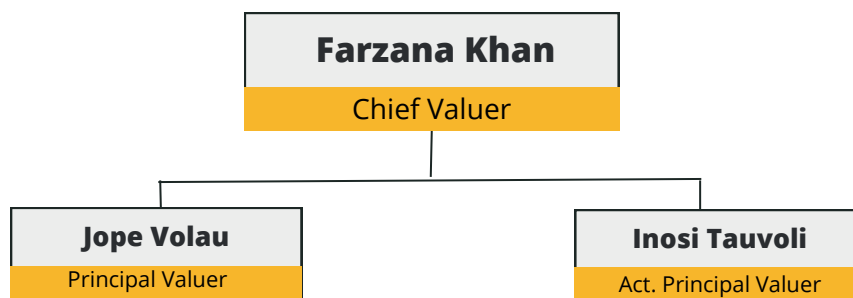 Farzana Khan
Chief Valuer
Jope Volau
Principal Valuer
Inosi Tauvoli
Act. Principal Valuer